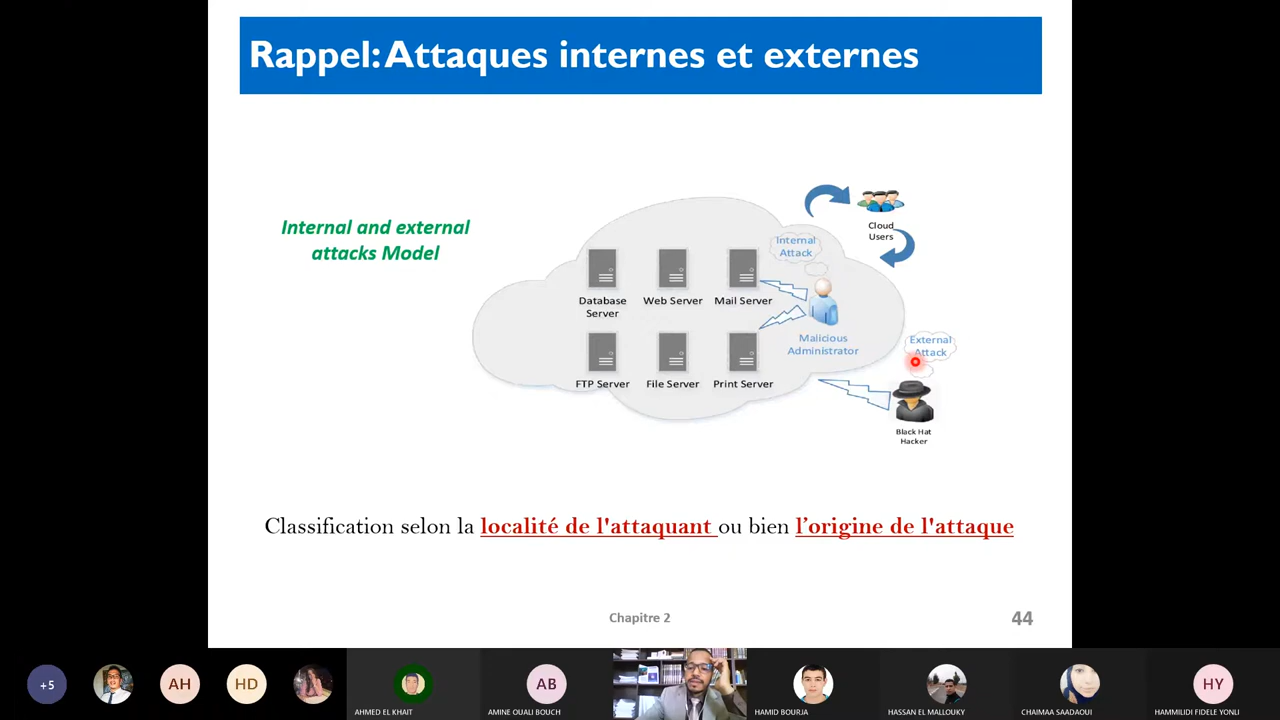 Rappel: Attaques internes et externes
Internal and external
attacks Model
Internal
Attack
Cloud
Users
Database
Server
Web Server
Mail Server
Malicious
Administrator
External
Attack
FTP Server
File Server
Print Server
Black Hat
Hacker
Classification selon la localité de l'attaquant ou bien l’origine de l'attaque
Chapitre 2
44
+5
AH
HD
AHMED EL KHAIT
AB
AMINE OUALI BOUCH
HAMID BOURJA
HASSAN EL MALLOUKY
CHAIMAA SAADAOUI
HY
HAMMILIDI FIDELE YONLI